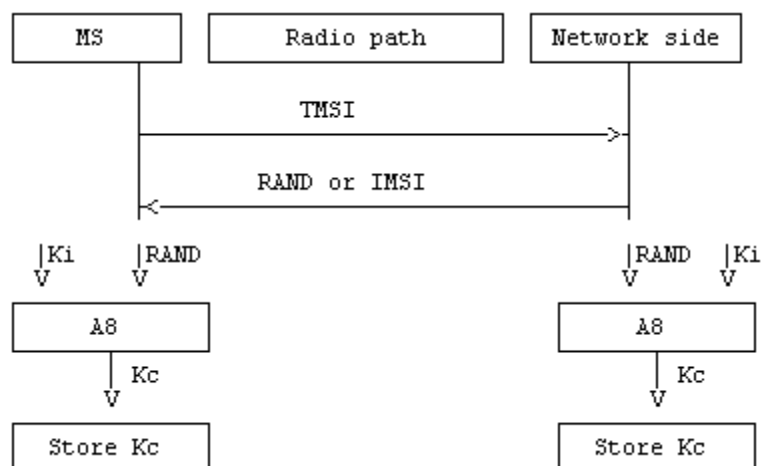 MS Radio path Network side
TMSI
RAND or IMSI
Ki RAND RAND Ki
A8 A8
Kc Kc
Store Kc Store Kc